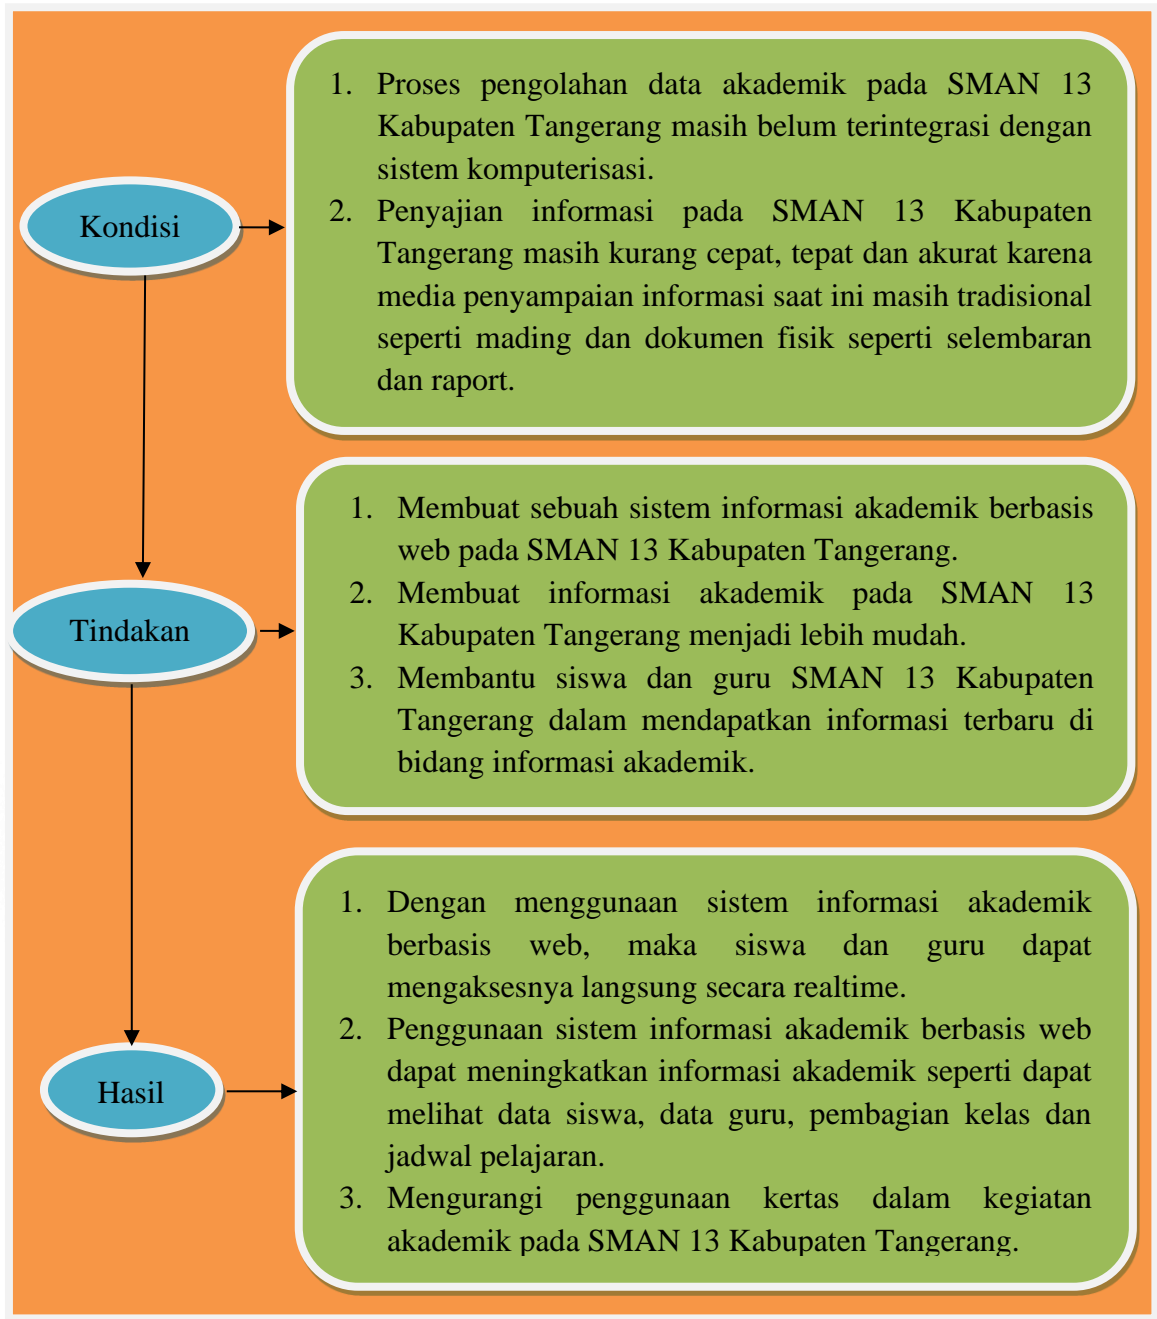 Kondisi
1. Proses pengolahan data akademik pada SMAN 13
Kabupaten Tangerang masih belum terintegrasi dengan
sistem komputerisasi.
2. Penyajian informasi pada SMAN 13 Kabupaten
Tangerang masih kurang cepat, tepat dan akurat karena
media penyampaian informasi saat ini masih tradisional
seperti mading dan dokumen fisik seperti selembaran
dan raport.
Tindakan
1. Membuat sebuah sistem informasi akademik berbasis
web pada SMAN 13 Kabupaten Tangerang.
2. Membuat informasi akademik pada SMAN 13
Kabupaten Tangerang menjadi lebih mudah.
3. Membantu siswa dan guru SMAN 13 Kabupaten
Tangerang dalam mendapatkan informasi terbaru di
bidang informasi akademik.
Hasil
1. Dengan menggunaan sistem informasi akademik
berbasis web, maka siswa dan guru dapat
mengaksesnya langsung secara realtime.
2. Penggunaan sistem informasi akademik berbasis web
dapat meningkatkan informasi akademik seperti dapat
melihat data siswa, data guru, pembagian kelas dan
jadwal pelajaran.
3. Mengurangi penggunaan kertas dalam kegiatan
akademik pada SMAN 13 Kabupaten Tangerang.